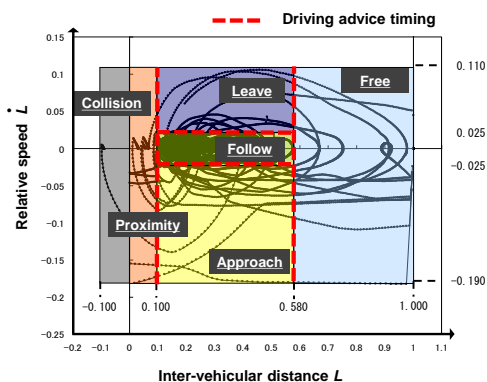 Driving advice timing
0.15
0.1
0.05
0
-0.05
-0.1
-0.15
-0.2
-0.25
Relative speed L̇
Collision
Leave
Free
Follow
Proximity
Approach
0.110
0.025
0
-0.025
-0.190
-0.100
0.100
0.580
1.000
-0.2 -0.1 0 0.1 0.2 0.3 0.4 0.5 0.6 0.7 0.8 0.9 1 1.1
Inter-vehicular distance L